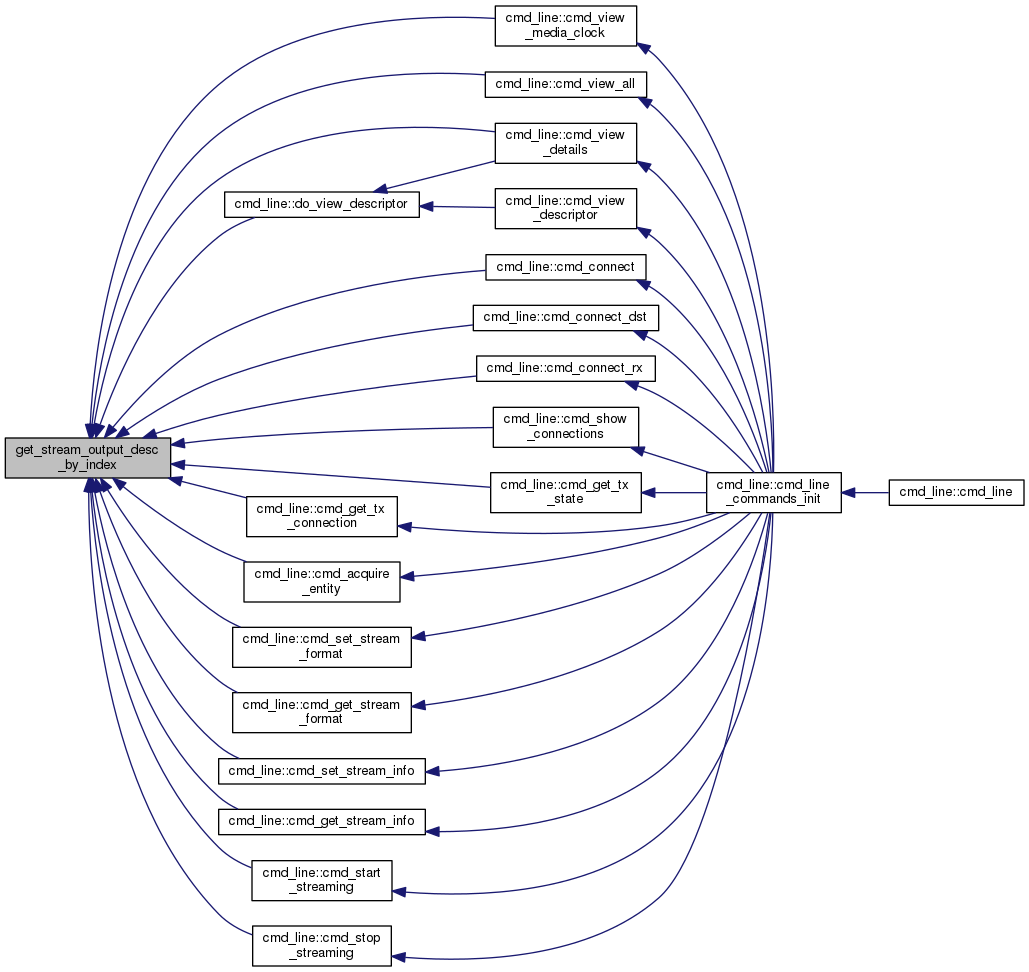 cmd_line::cmd_view
_media_clock
cmd_line::cmd_view_all
cmd_line::cmd_view
_details
cmd_line::do_view_descriptor
cmd_line::cmd_view
_descriptor
cmd_line::cmd_connect
cmd_line::cmd_connect_dst
cmd_line::cmd_connect_rx
cmd_line::cmd_show
_connections
get_stream_output_desc
_by_index
cmd_line::cmd_get_tx
_state
cmd_line::cmd_line
_commands_init
cmd_line::cmd_line
cmd_line::cmd_get_tx
_connection
cmd_line::cmd_acquire
_entity
cmd_line::cmd_set_stream
_format
cmd_line::cmd_get_stream
_format
cmd_line::cmd_set_stream_info
cmd_line::cmd_get_stream_info
cmd_line::cmd_start
_streaming
cmd_line::cmd_stop
_streaming